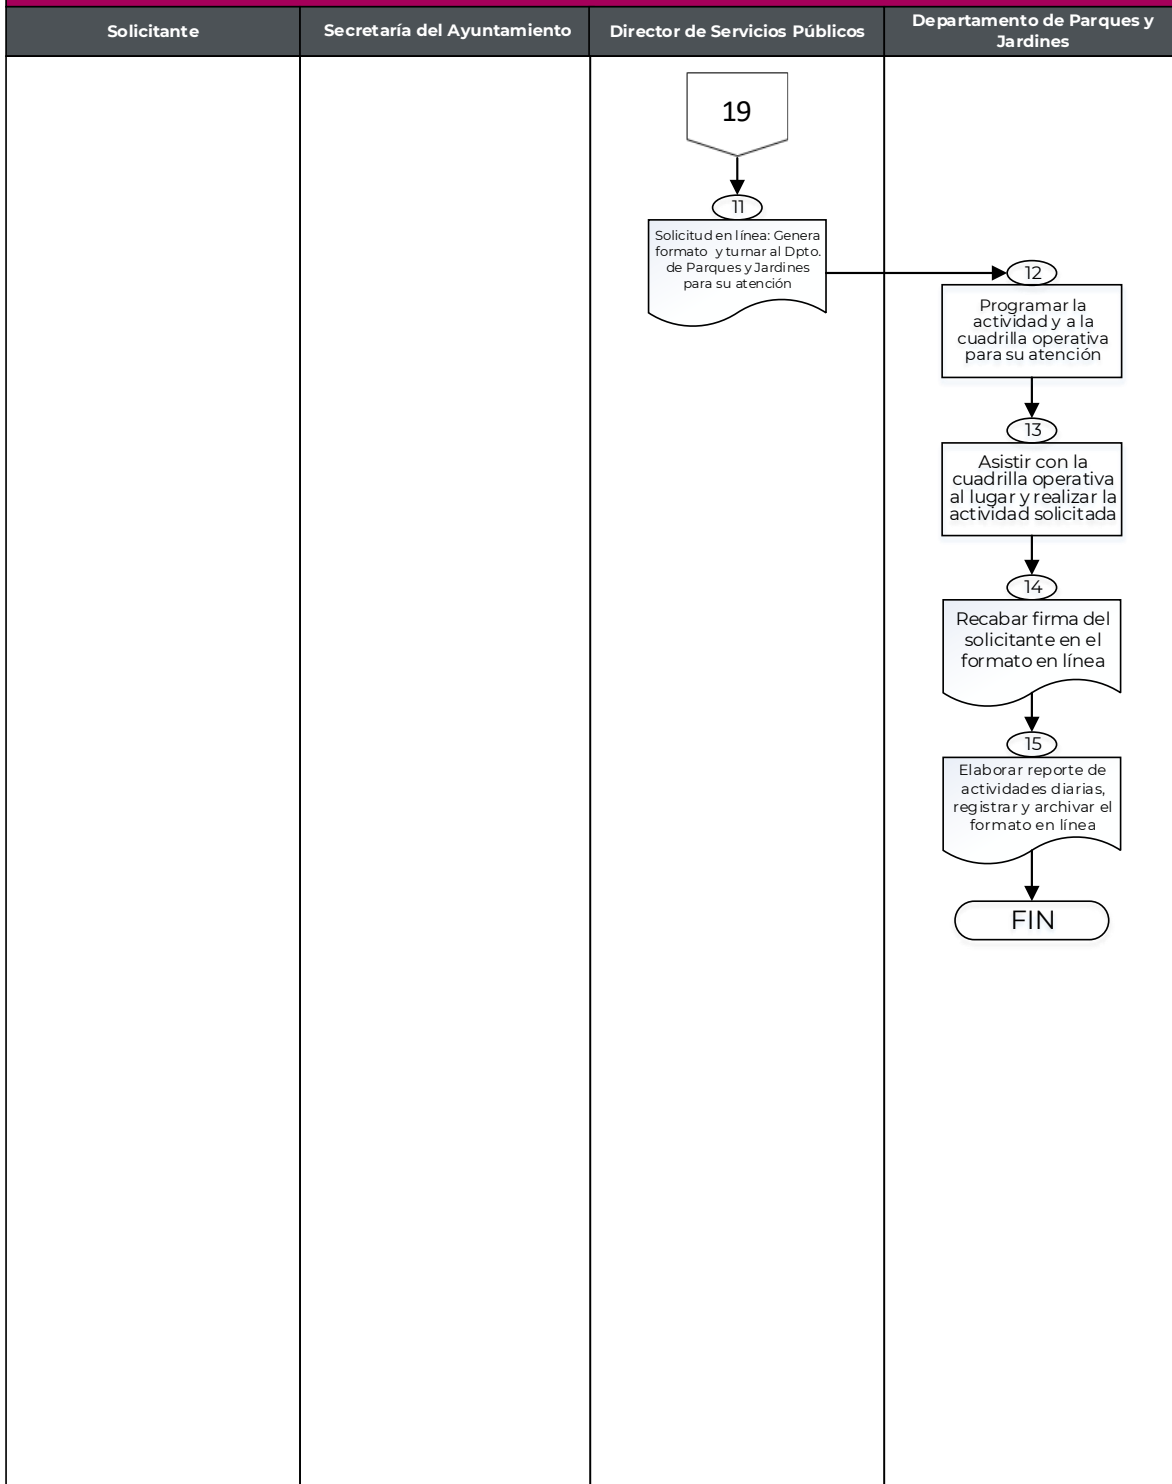 Solicitante
Secretaría del Ayuntamiento
Director de Servicios Públicos
Departamento de Parques y
Jardines
19
11
Solicitud en línea: Genera
formato y turnar al Dpto.
de Parques y Jardines
para su atención
12
Programar la
actividad y a la
cuadrilla operativa
para su atención
13
Asistir con la
cuadrilla operativa
al lugar y realizar la
actividad solicitada
14
Recabar firma del
solicitante en el
formato en línea
15
Elaborar reporte de
actividades diarias,
registrar y archivar el
formato en línea
FIN